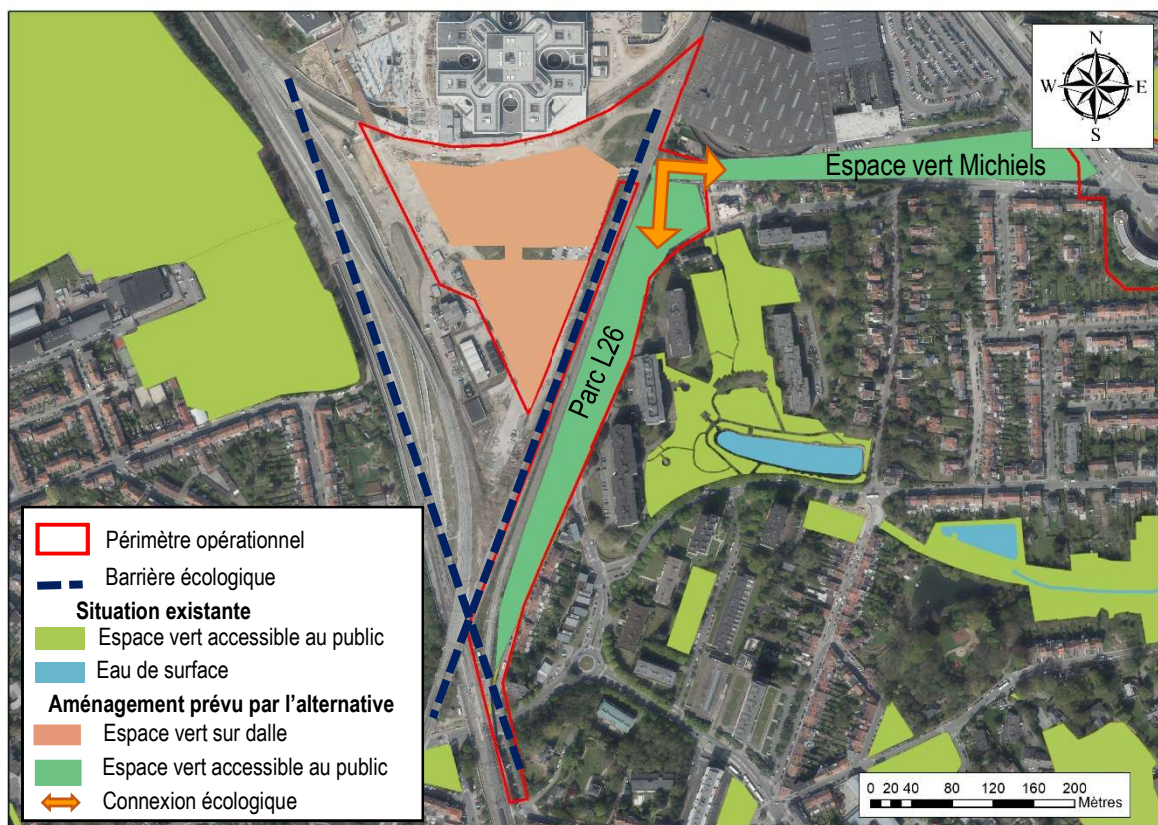 N
W E
S
Espace vert Michiels
Parc L26
Périmètre opérationnel
Barrière écologique
Situation existante
Espace vert accessible au public
Eau de surface
Aménagement prévu par l'alternative
Espace vert sur dalle
Espace vert accessible au public
Connexion écologique
0 20 40 80 120 160 200
Mètres